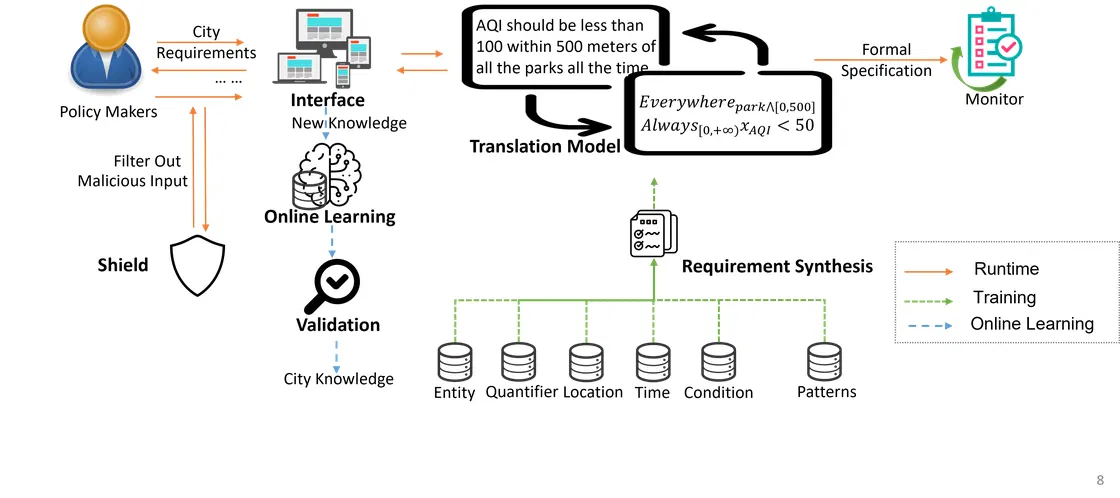 City
Requirements
... ...
Policy Makers
Filter Out
Malicious Input
Shield
Interface
New Knowledge
Online Learning
Validation
City Knowledge
AQI should be less than
100 within 500 meters of
all the parks all the time
Everywhere_{park∧[0,500]}
Always_{[0,+∞)}x_{AQI} < 50
Translation Model
Formal
Specification
Monitor
Requirement Synthesis
Entity
Quantifier
Location
Time
Condition
Patterns
Runtime
Training
Online Learning
8